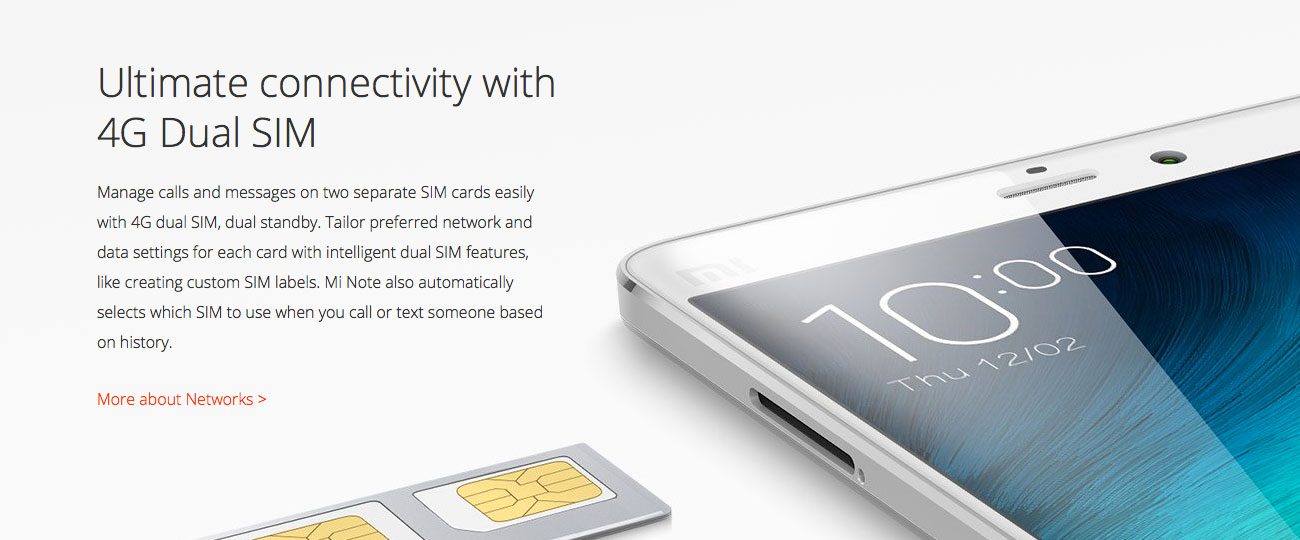 Ultimate connectivity with
4G Dual SIM
Manage calls and messages on two separate SIM cards easily
with 4G dual SIM, dual standby. Tailor preferred network and
data settings for each card with intelligent dual SIM features,
like creating custom SIM labels. Mi Note also automatically
selects which SIM to use when you call or text someone based
on history.
More about Networks >
MI
10:00
Thu 12/02